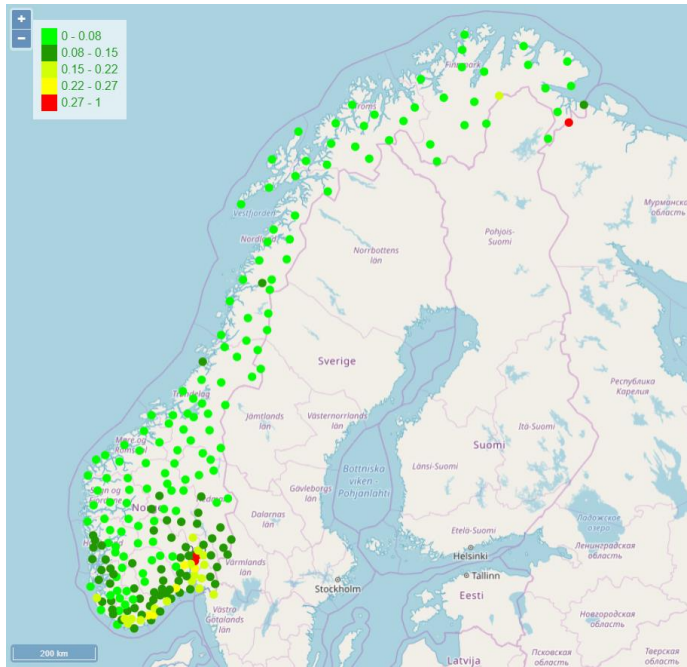 +
−
0 - 0.08
0.08 - 0.15
0.15 - 0.22
0.22 - 0.27
0.27 - 1
Finnmark
Troms
Мурманская
область
Vestfjorden
Nordland
Norrbottens
län
Pohjois-
Suomi
Sverige
Республика
Карелия
Trøndelag
Jämtlands
län
Västernorrlands
län
Itä-Suomi
Møre og
Romsdal
Suomi
Länsi-Suomi
Bottniska
viken -
Pohjanlahti
Gävleborgs
län
Sogn og
Dalarnas
län
Ладожское
озеро
Etelä-Suomi
Ленинградская
область
Helsinki
Värmlands
län
Tallinn
Stockholm
Eesti
Västra
Götalands
län
Новгородская
область
200 km
Latvija
Псковская
область
Тверская
область